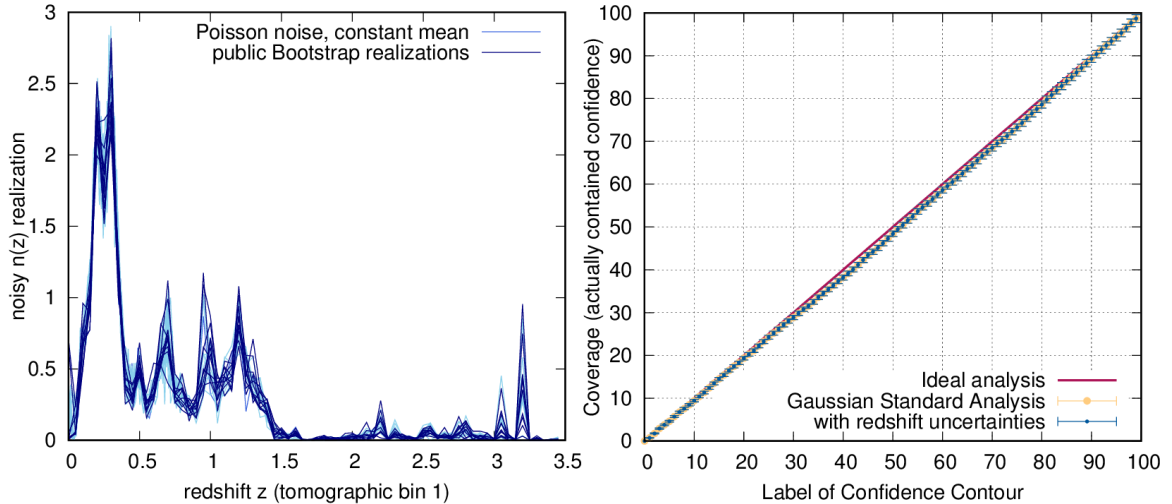 3
2.5
2
1.5
1
0.5
0
noisy n(z) realization
Poisson noise, constant mean
public Bootstrap realizations
0 0.5 1 1.5 2 2.5 3 3.5
redshift z (tomographic bin 1)
100
90
80
70
60
50
40
30
20
10
0
Coverage (actually contained confidence)
Ideal analysis
Gaussian Standard Analysis
with redshift uncertainties
0 10 20 30 40 50 60 70 80 90 100
Label of Confidence Contour